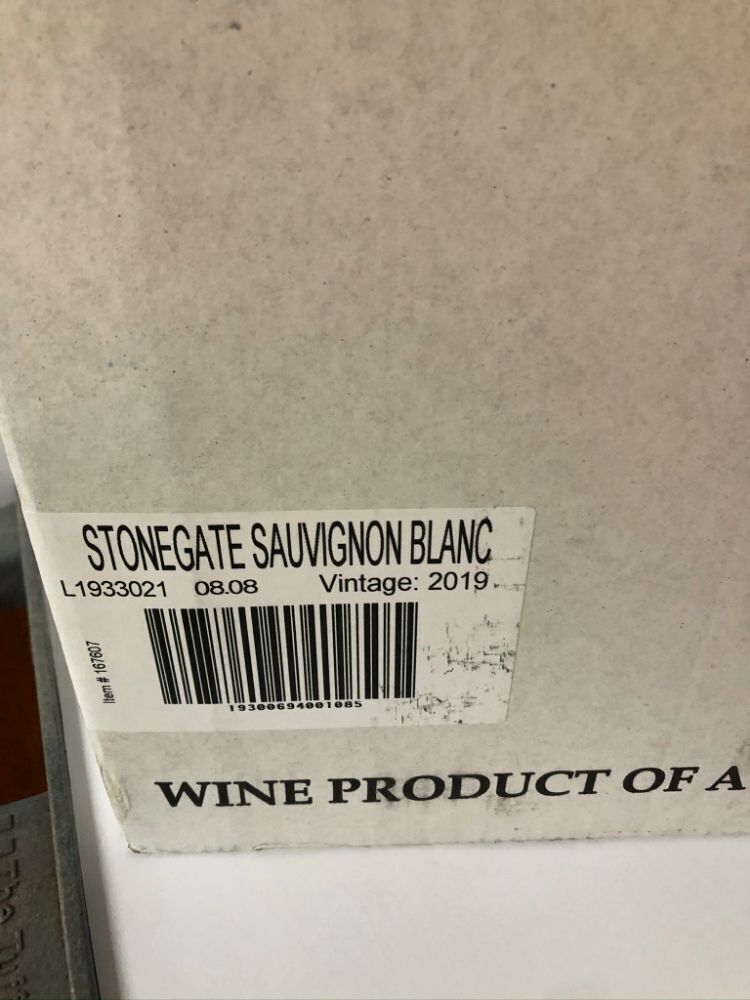 STONEGATE SAUVIGNON BLANC
L1933021 08.08 Vintage: 2019
Item # 167607
19300694001085
WINE PRODUCT OF A